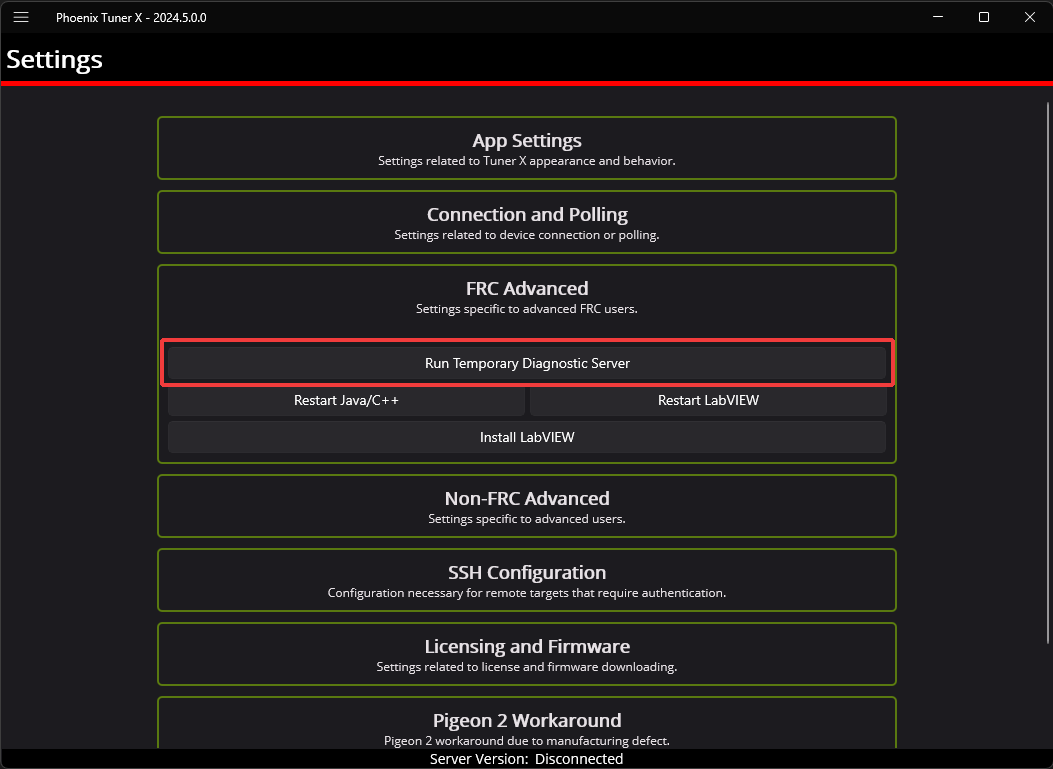 Phoenix Tuner X - 2024.5.0.0
Settings
App Settings
Settings related to Tuner X appearance and behavior.
Connection and Polling
Settings related to device connection or polling.
FRC Advanced
Settings specific to advanced FRC users.
Run Temporary Diagnostic Server
Restart Java/C++ Restart LabVIEW
Install LabVIEW
Non-FRC Advanced
Settings specific to advanced users.
SSH Configuration
Configuration necessary for remote targets that require authentication.
Licensing and Firmware
Settings related to license and firmware downloading.
Pigeon 2 Workaround
Pigeon 2 workaround due to manufacturing defect.
Server Version: Disconnected